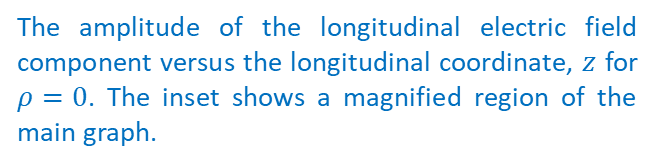 The amplitude of the longitudinal electric field
component versus the longitudinal coordinate, z for
ρ = 0. The inset shows a magnified region of the
main graph.